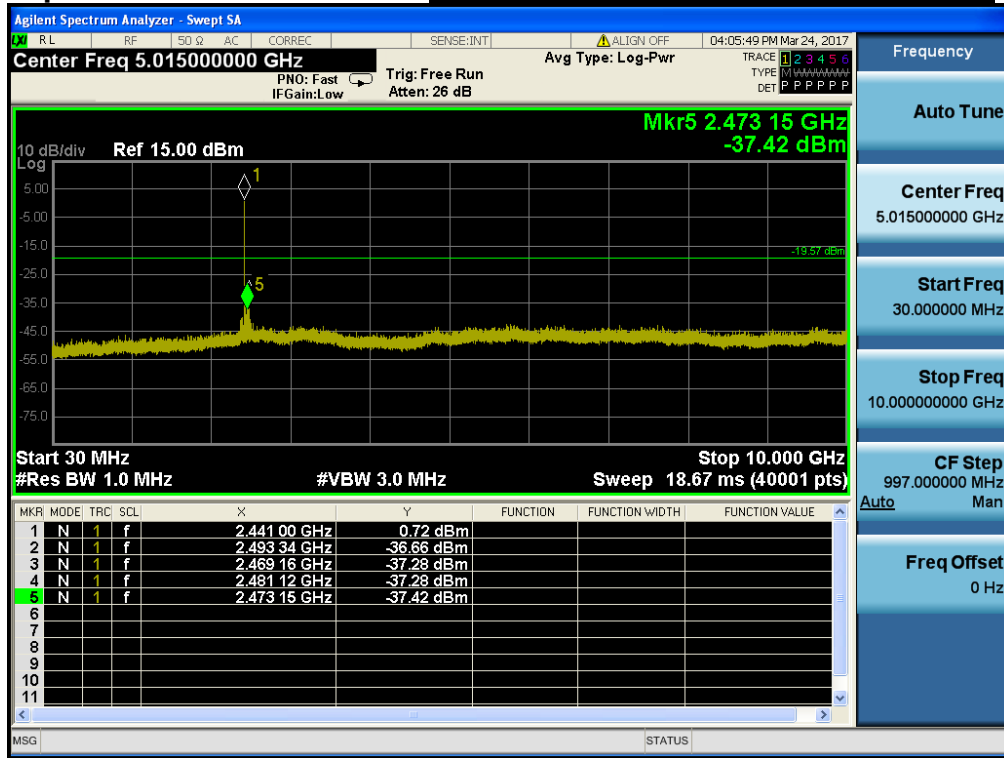 Agilent Spectrum Analyzer - Swept SA
LXI RL RF 50 Ω AC CORREC SENSE:INT ALIGN OFF 04:05:49 PM Mar 24, 2017
Center Freq 5.015000000 GHz
PNO: Fast
IFGain:Low
Trig: Free Run
Atten: 26 dB
Avg Type: Log-Pwr
TRACE 1 2 3 4 5 6
TYPE M WWWWW
DET P P P P P P
Mkr5 2.473 15 GHz
-37.42 dBm
10 dB/div Ref 15.00 dBm
Log
1
5.00
-5.00
-15.0
-19.57 dBm
-25.0
5
-35.0
-45.0
-55.0
-65.0
-75.0
Start 30 MHz Stop 10.000 GHz
#Res BW 1.0 MHz #VBW 3.0 MHz Sweep 18.67 ms (40001 pts)
MKR MODE TRC SCL X Y FUNCTION FUNCTION WIDTH FUNCTION VALUE
1 N 1 f 2.441 00 GHz 0.72 dBm
2 N 1 f 2.493 34 GHz -36.66 dBm
3 N 1 f 2.469 16 GHz -37.28 dBm
4 N 1 f 2.481 12 GHz -37.28 dBm
5 N 1 f 2.473 15 GHz -37.42 dBm
6
7
8
9
10
11
MSG STATUS
Frequency
Auto Tune
Center Freq
5.015000000 GHz
Start Freq
30.000000 MHz
Stop Freq
10.000000000 GHz
CF Step
997.000000 MHz
Auto Man
Freq Offset
0 Hz